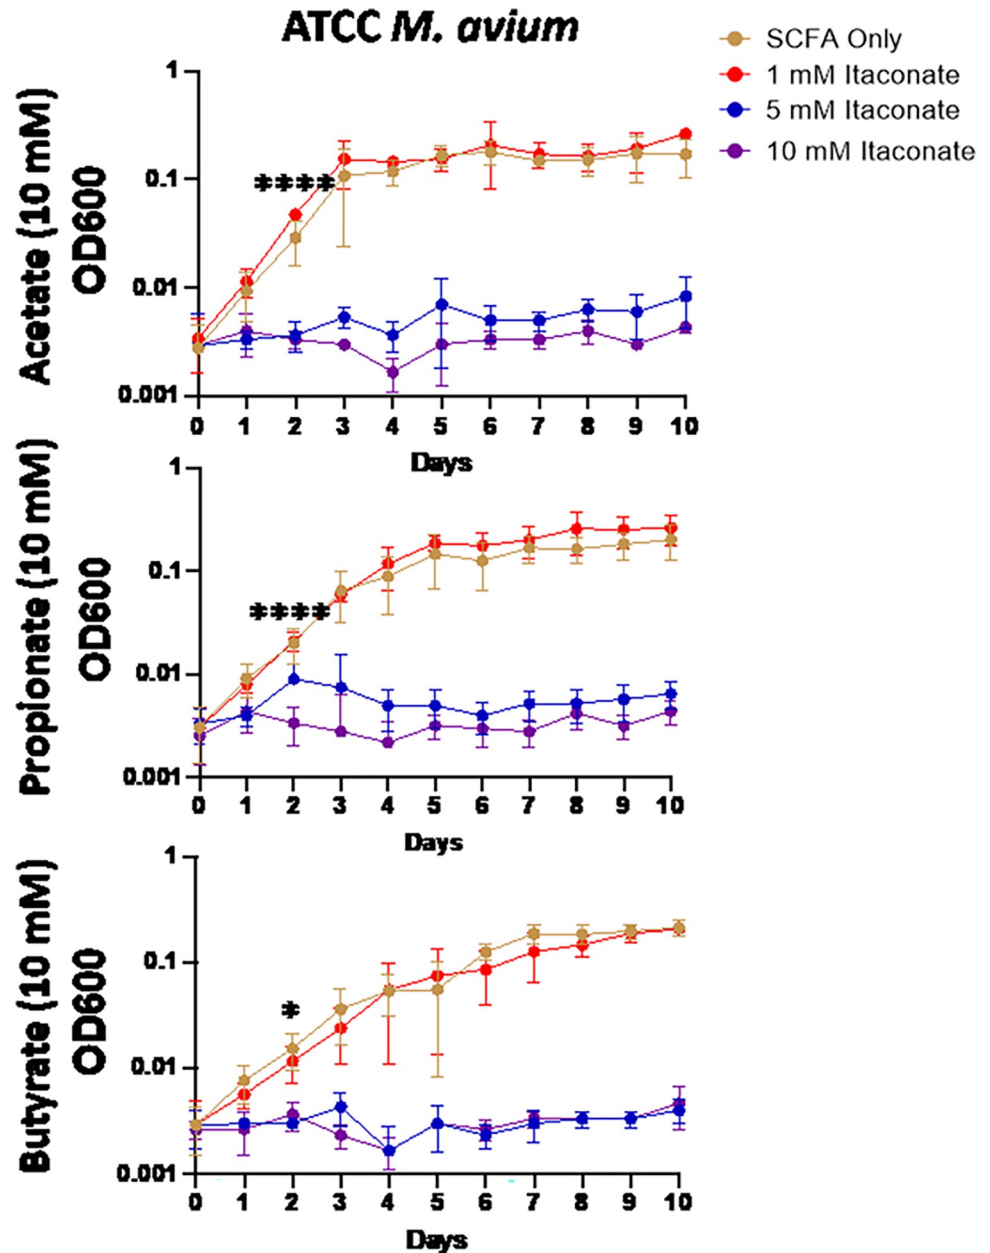 ATCC M. avium
SCFA Only
1 mM Itaconate
5 mM Itaconate
10 mM Itaconate
Acetate (10 mM)
OD600
1
0.1
0.01
0.001
****
0 1 2 3 4 5 6 7 8 9 10
Days
Propionate (10 mM)
OD600
1
0.1
0.01
0.001
****
0 1 2 3 4 5 6 7 8 9 10
Days
Butyrate (10 mM)
OD600
1
0.1
0.01
0.001
*
0 1 2 3 4 5 6 7 8 9 10
Days